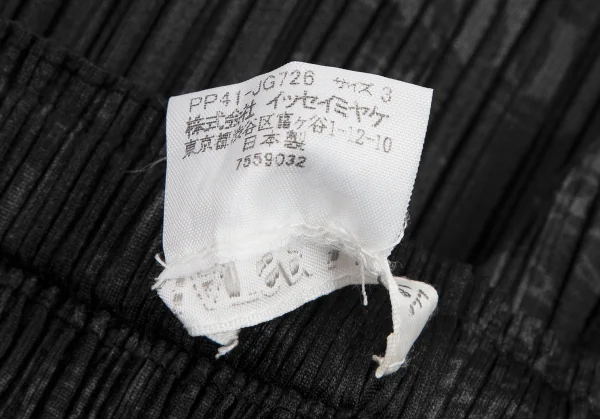 PP41-JG726 サイズ 3
株式会社 イッセイミヤケ
東京都渋谷区富ヶ谷1-12-10
日本製
7559032